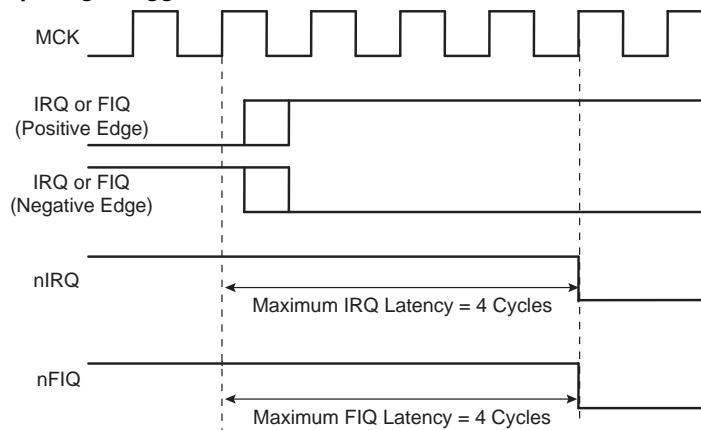 MCK
IRQ or FIQ
(Positive Edge)
IRQ or FIQ
(Negative Edge)
nIRQ
Maximum IRQ Latency = 4 Cycles
nFIQ
Maximum FIQ Latency = 4 Cycles